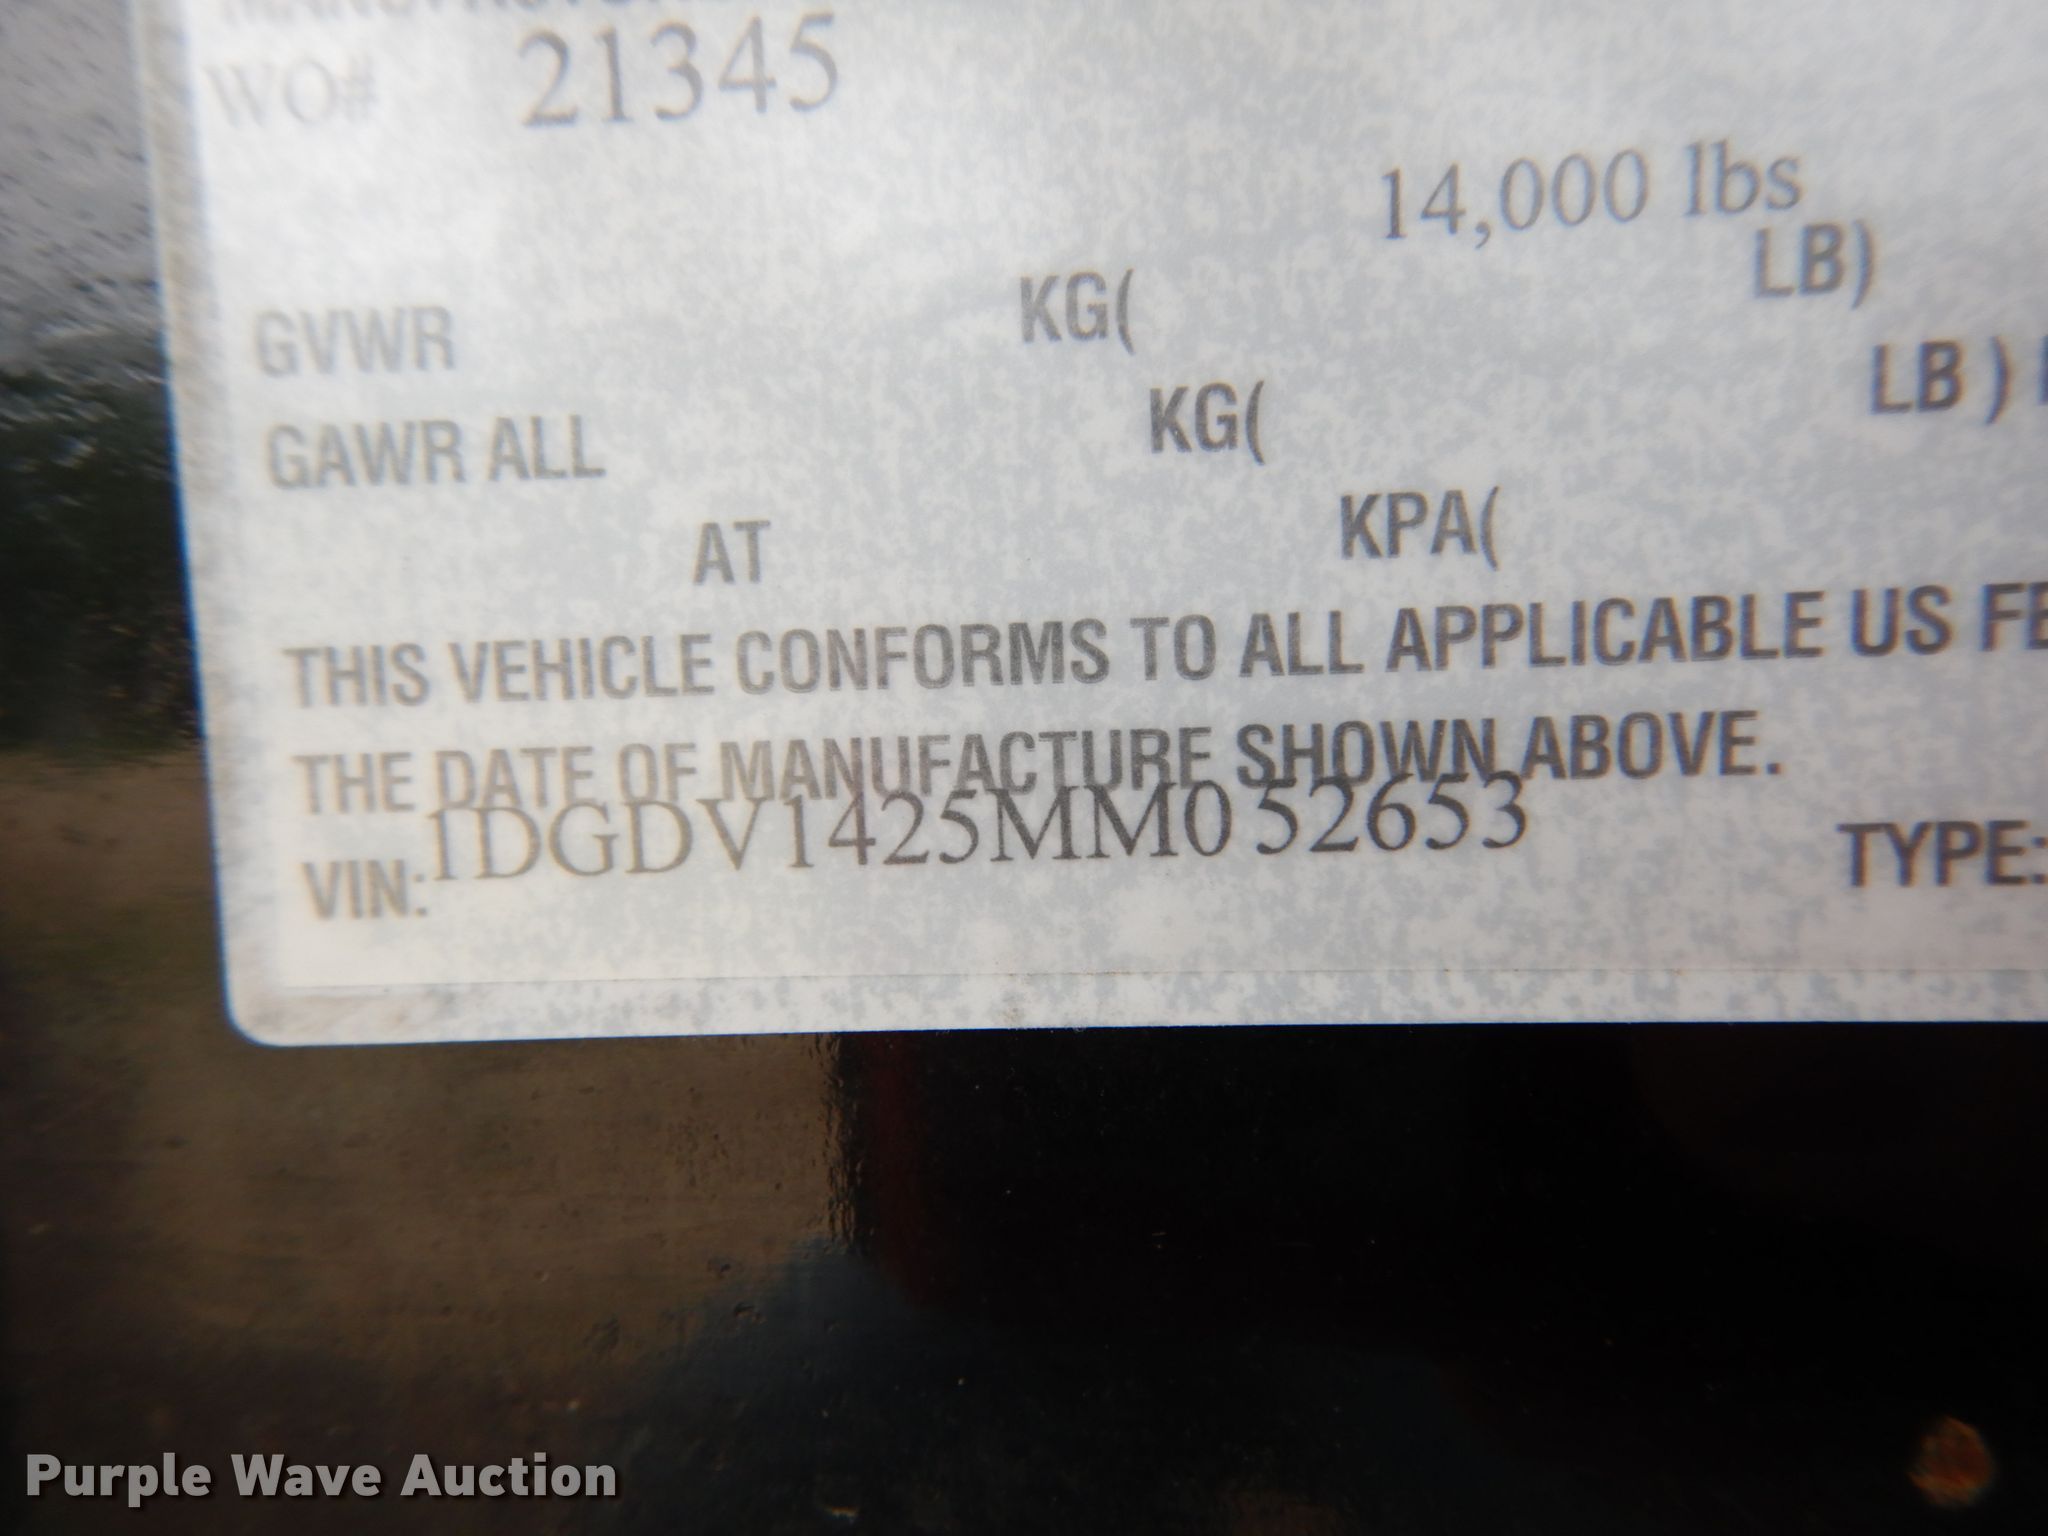 WO# 21345
14,000 lbs
GVWR KG( LB)
GAWR ALL KG( LB )
AT KPA(
THIS VEHICLE CONFORMS TO ALL APPLICABLE US FE
THE DATE OF MANUFACTURE SHOWN ABOVE.
VIN: 1DGDV1425MM052653 TYPE:
Purple Wave Auction